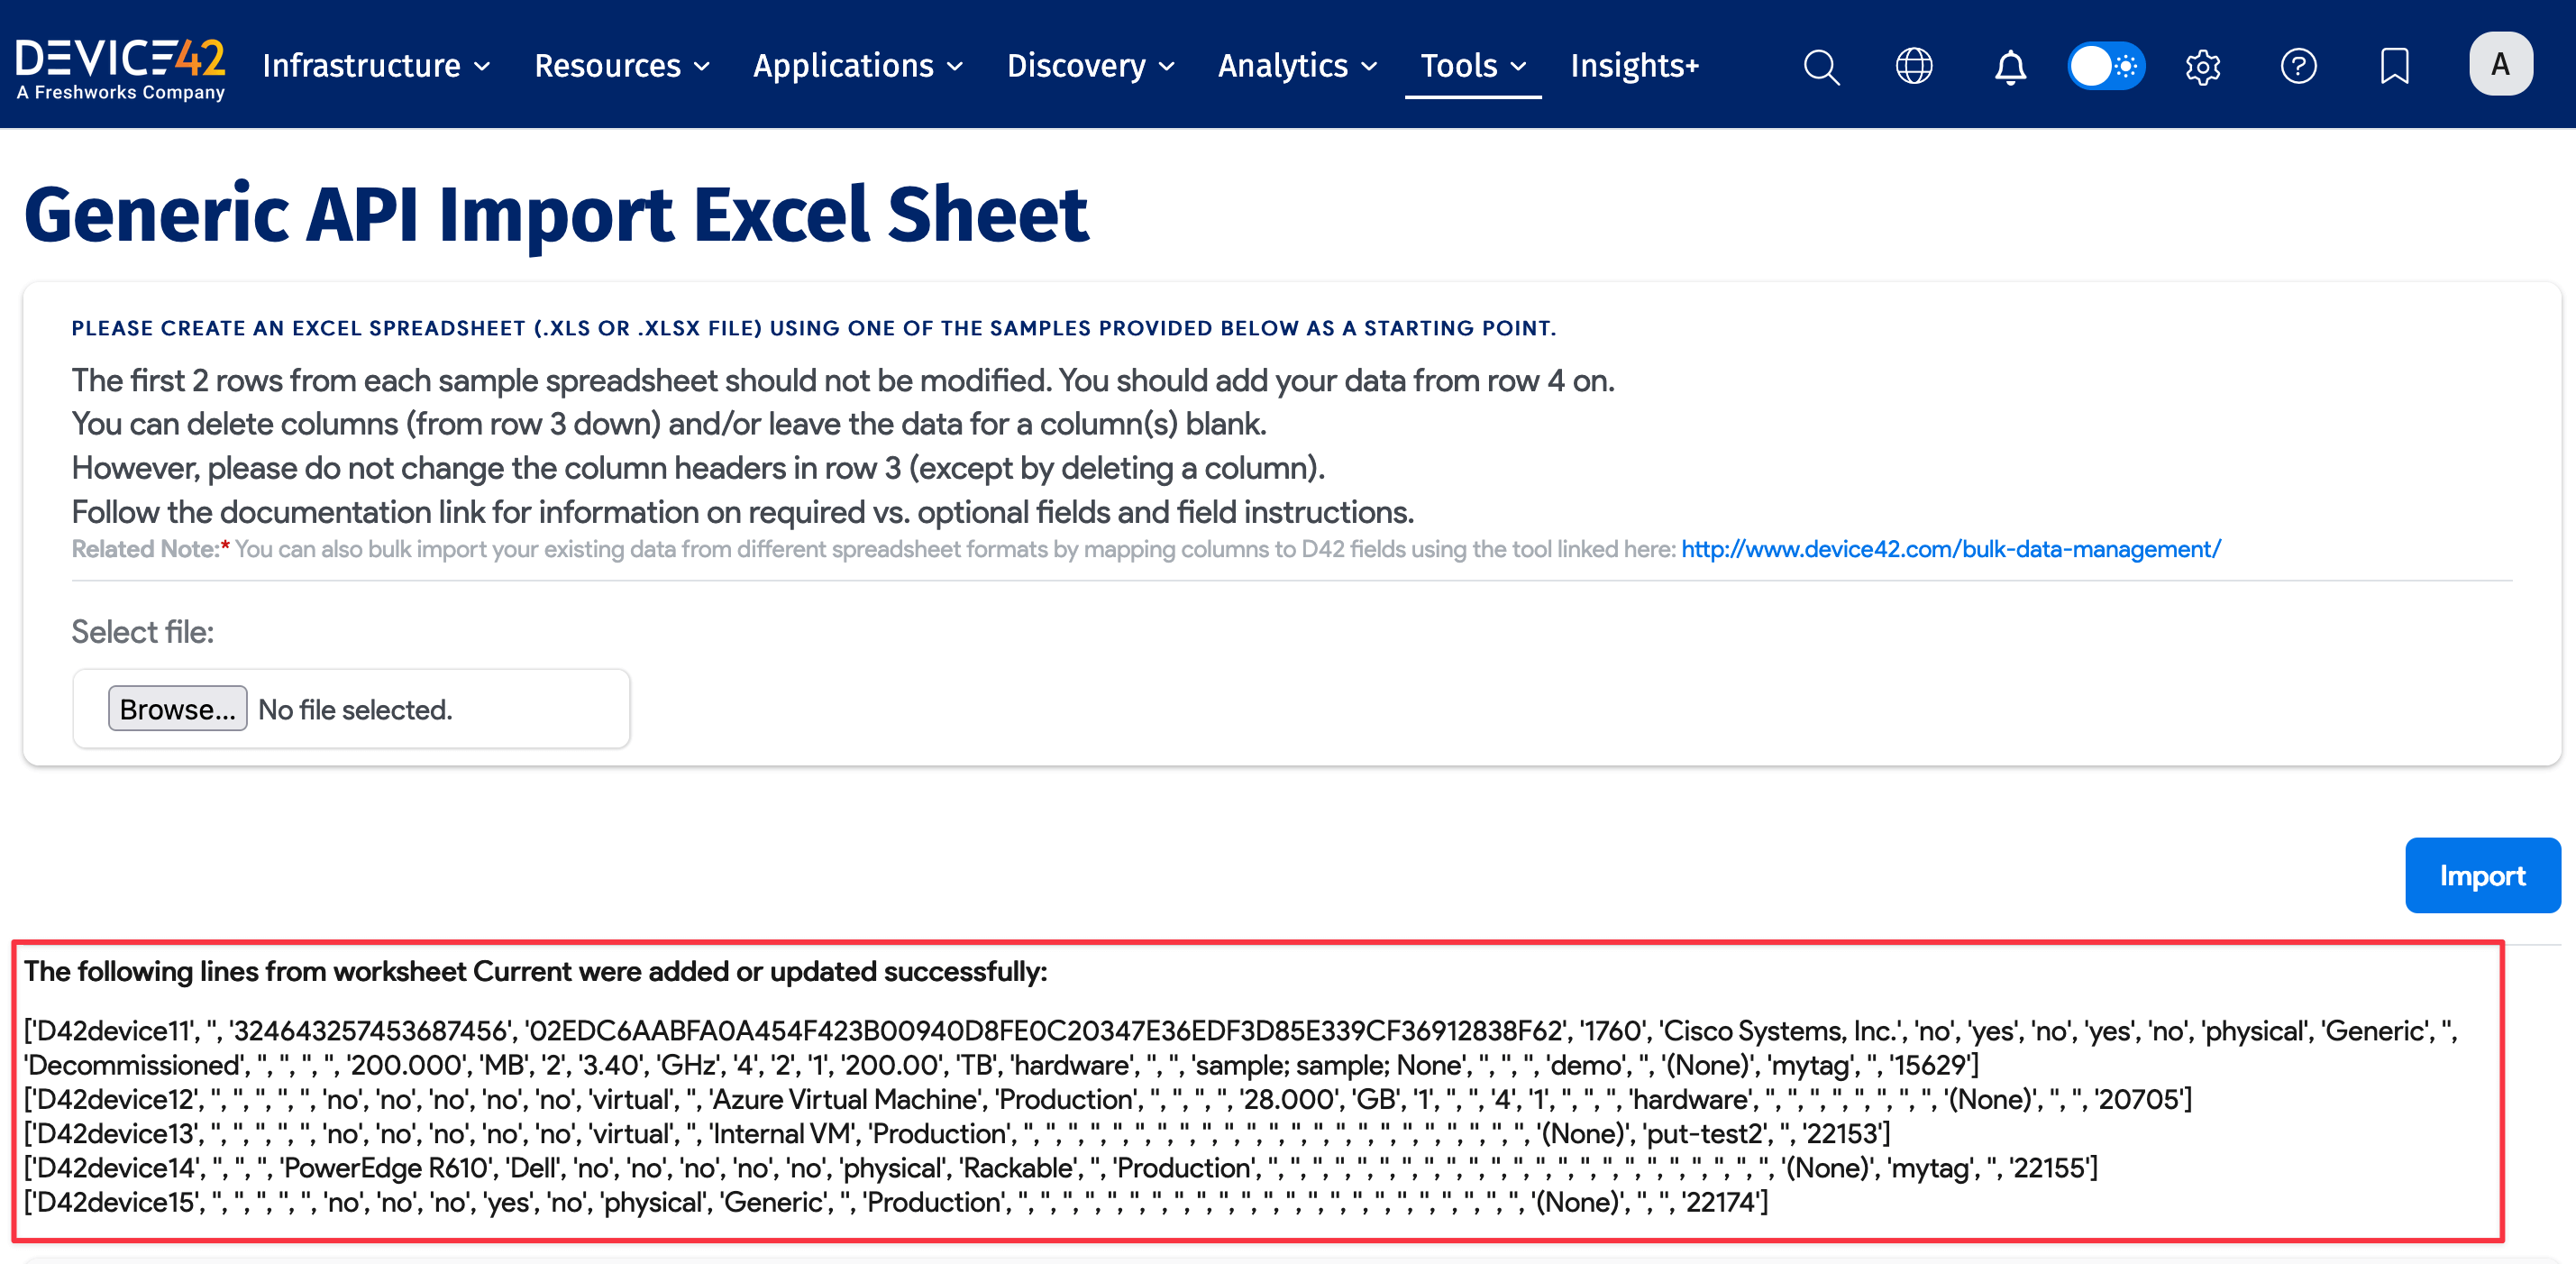 DEVICE42
A Freshworks Company
Infrastructure
Resources
Applications
Discovery
Analytics
Tools
Insights+
A
Generic API Import Excel Sheet
PLEASE CREATE AN EXCEL SPREADSHEET (.XLS OR .XLSX FILE) USING ONE OF THE SAMPLES PROVIDED BELOW AS A STARTING POINT.
The first 2 rows from each sample spreadsheet should not be modified. You should add your data from row 4 on.
You can delete columns (from row 3 down) and/or leave the data for a column(s) blank.
However, please do not change the column headers in row 3 (except by deleting a column).
Follow the documentation link for information on required vs. optional fields and field instructions.
Related Note:* You can also bulk import your existing data from different spreadsheet formats by mapping columns to D42 fields using the tool linked here: http://www.device42.com/bulk-data-management/
Select file:
Browse... No file selected.
Import
The following lines from worksheet Current were added or updated successfully:
['D42device11', '', '324643257453687456', '02EDC6AABFA0A454F423B00940D8FE0C20347E36EDF3D85E339CF36912838F62', '1760', 'Cisco Systems, Inc.', 'no', 'yes', 'no', 'yes', 'no', 'physical', 'Generic', '',
'Decommissioned', '', '', '', '', '200.000', 'MB', '2', '3.40', 'GHz', '4', '2', '1', '200.00', 'TB', 'hardware', '', '', 'sample; sample; None', '', '', '', 'demo', '', '(None)', 'mytag', '', '15629']
['D42device12', '', '', '', '', '', 'no', 'no', 'no', 'no', 'no', 'virtual', '', 'Azure Virtual Machine', 'Production', '', '', '', '', '28.000', 'GB', '1', '', '', '4', '1', '', '', '', 'hardware', '', '', '', '', '', '', '', '', '(None)', '', '', '20705']
['D42device13', '', '', '', '', '', 'no', 'no', 'no', 'no', 'no', 'virtual', '', 'Internal VM', 'Production', '', '', '', '', '', '', '', '', '', '', '', '', '', '', '', '', '', '', '', '', '', '', '', '(None)', 'put-test2', '', '22153']
['D42device14', '', '', '', 'PowerEdge R610', 'Dell', 'no', 'no', 'no', 'no', 'no', 'physical', 'Rackable', '', 'Production', '', '', '', '', '', '', '', '', '', '', '', '', '', '', '', '', '', '', '', '', '', '', '', '(None)', 'mytag', '', '22155']
['D42device15', '', '', '', '', '', 'no', 'no', 'no', 'yes', 'no', 'physical', 'Generic', '', 'Production', '', '', '', '', '', '', '', '', '', '', '', '', '', '', '', '', '', '', '', '', '', '', '', '(None)', '', '', '22174']